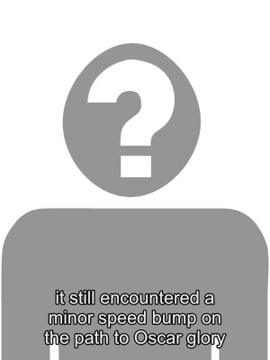 ?
it still encountered a
minor speed bump on
the path to Oscar glory